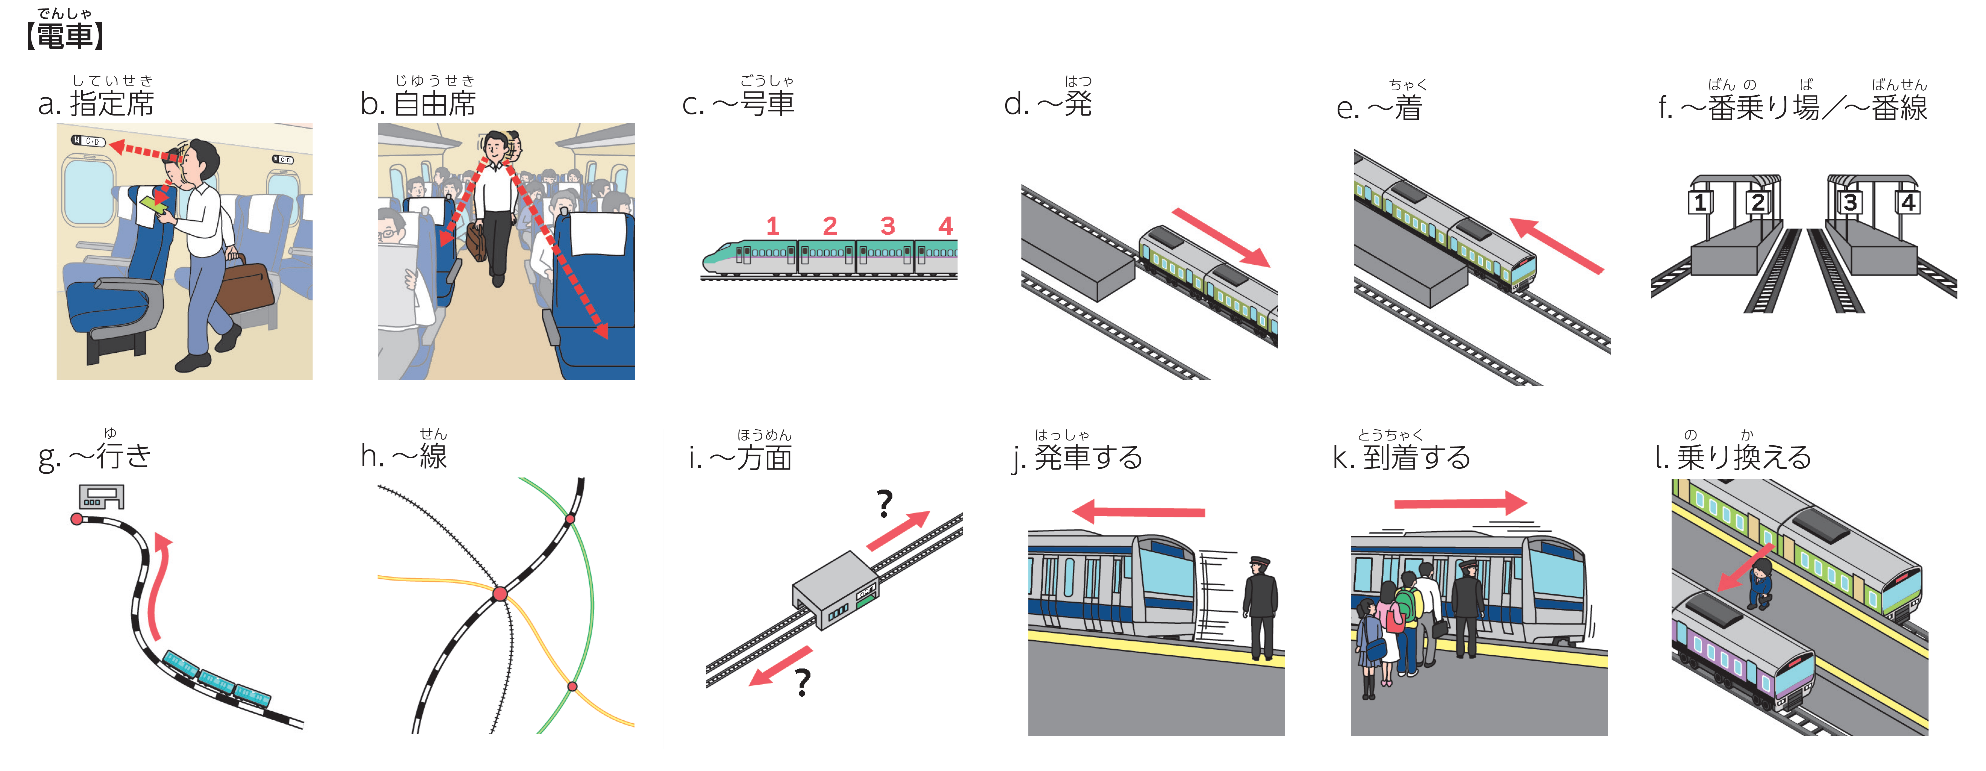 でんしゃ
【電車】
していせき
a. 指定席
じゆうせき
b. 自由席
ごうしゃ
c. ～号車
はつ
d. ～発
ちゃく
e. ～着
ばん の ば ばんせん
f. ～番乗り場／～番線
1 2 3 4
1 2 3 4
ゆ
g. ～行き
せん
h. ～線
ほうめん
i. ～方面
?
?
はっしゃ
j. 発車する
とうちゃく
k. 到着する
の か
l. 乗り換える